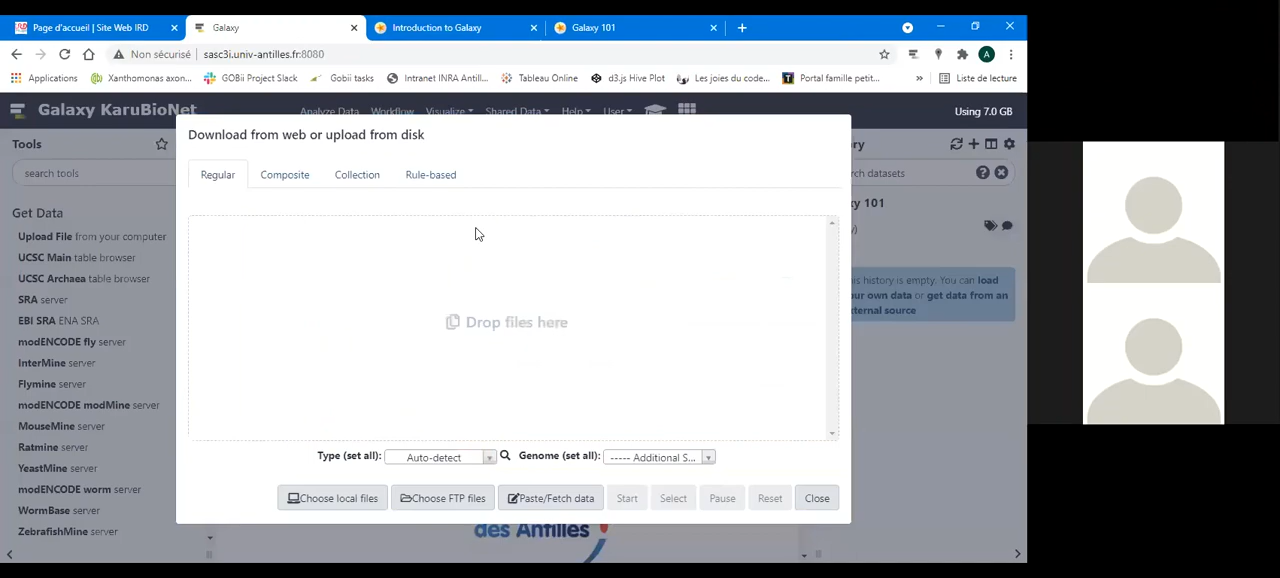 Page d'accueil | Site Web IRD
Galaxy
Introduction to Galaxy
Galaxy 101
Non sécurisé
sasc3i.univ-antilles.fr:8080
A
Applications
Xanthomonas axon...
GOBii Project Slack
Gobii tasks
Intranet INRA Antill...
Tableau Online
d3.js Hive Plot
Les joies du code...
Portal famille petit...
»
Liste de lecture
Galaxy KaruBioNet
Analyze Data
Workflow
Visualize
Shared Data
Help
User
Using 7.0 GB
Tools
search tools
Get Data
Upload File from your computer
UCSC Main table browser
UCSC Archaea table browser
SRA server
EBI SRA ENA SRA
modENCODE fly server
InterMine server
Flymine server
modENCODE modMine server
MouseMine server
Ratmine server
YeastMine server
modENCODE worm server
WormBase server
ZebrafishMine server
Download from web or upload from disk
Regular
Composite
Collection
Rule-based
Drop files here
Type (set all):
Auto-detect
Genome (set all):
----- Additional S...
Choose local files
Choose FTP files
Paste/Fetch data
Start
Select
Pause
Reset
Close
des Antilles
ry
ch datasets
xy 101
y)
his history is empty. You can load
ur own data or get data from an
xternal source